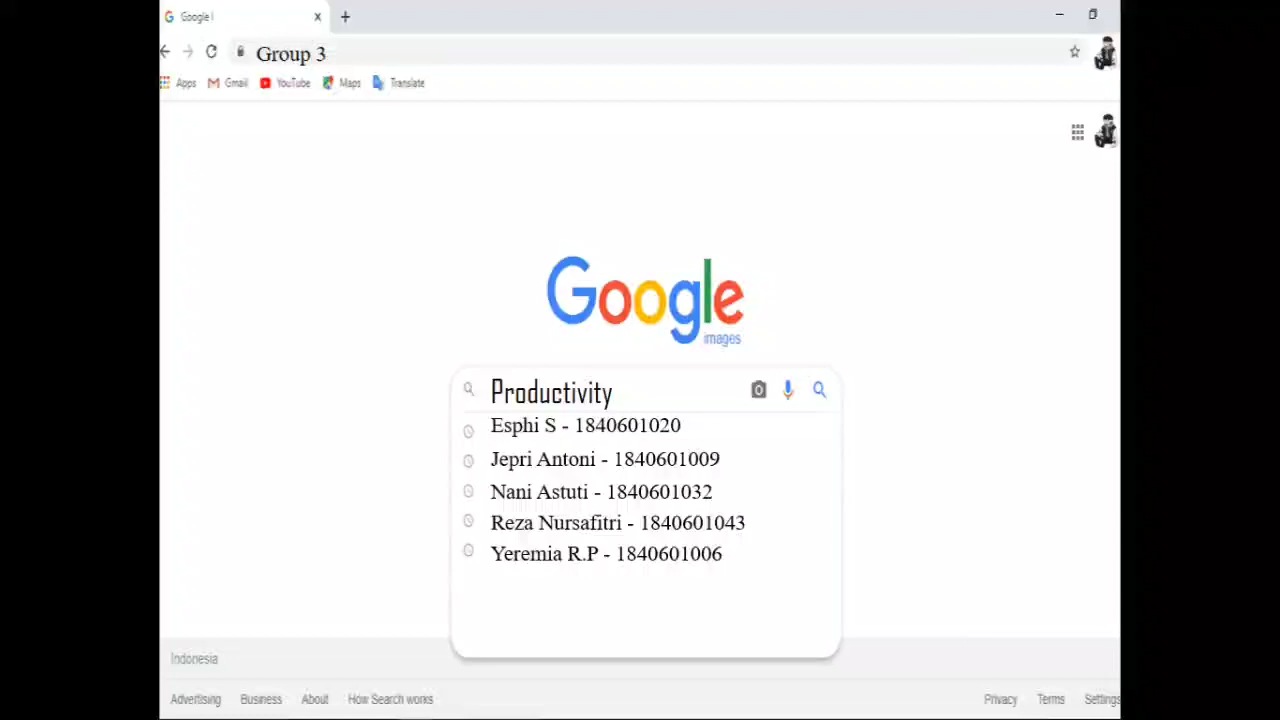 Google I
Group 3
Apps Gmail YouTube Maps Translate
Google
images
Productivity
Esphi S - 1840601020
Jepri Antoni - 1840601009
Nani Astuti - 1840601032
Reza Nursafitri - 1840601043
Yeremia R.P - 1840601006
Indonesia
Advertising Business About How Search works Privacy Terms Settings